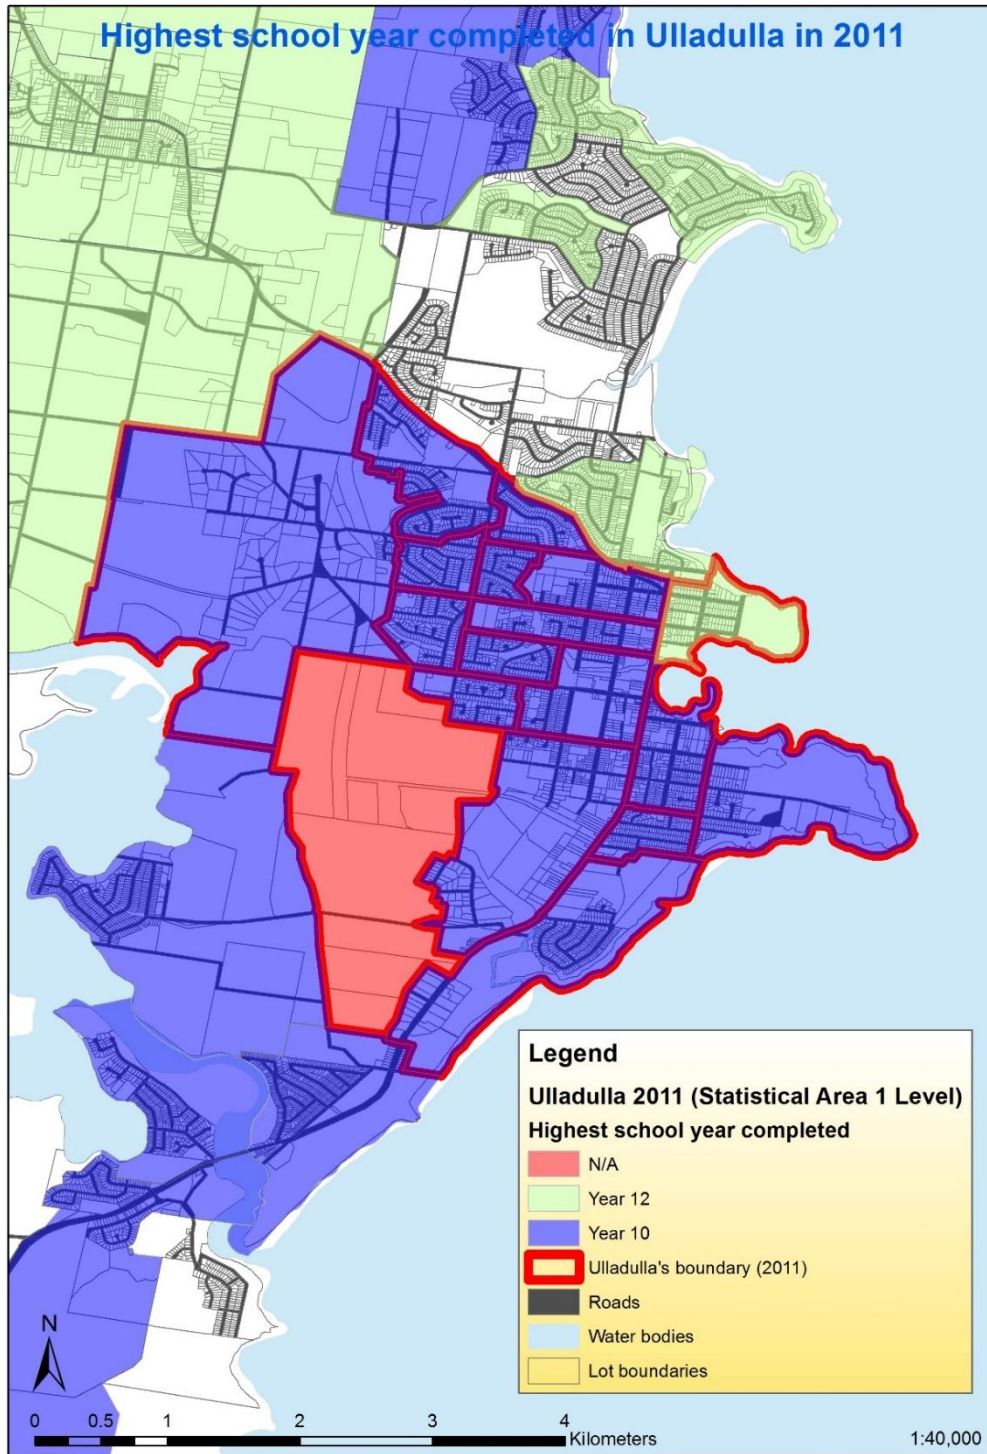 Highest school year completed in Ulladulla in 2011
Legend
Ulladulla 2011 (Statistical Area 1 Level)
Highest school year completed
N/A
Year 12
Year 10
Ulladulla's boundary (2011)
Roads
Water bodies
Lot boundaries
N
0 0.5 1 2 3 4
Kilometers
1:40,000